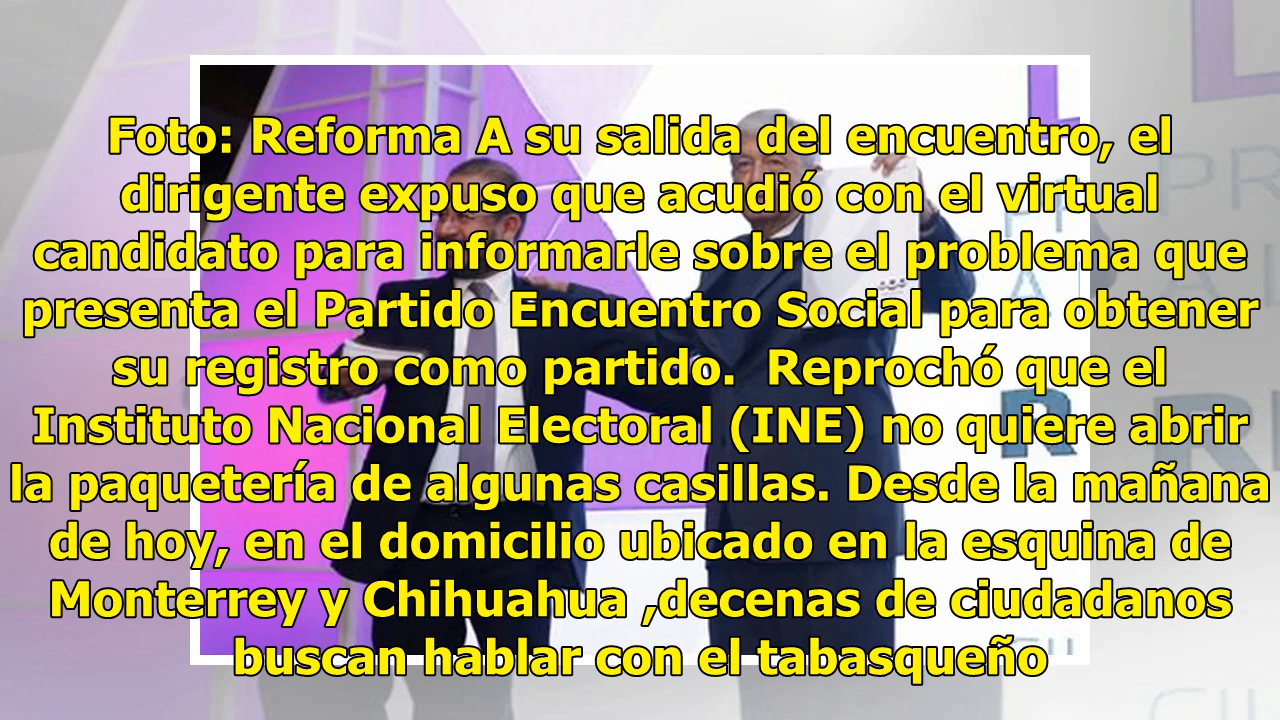 Foto: Reforma A su salida del encuentro, el
dirigente expuso que acudió con el virtual
candidato para informarle sobre el problema que
presenta el Partido Encuentro Social para obtener
su registro como partido.  Reprochó que el
Instituto Nacional Electoral (INE) no quiere abrir
la paquetería de algunas casillas. Desde la mañana
de hoy, en el domicilio ubicado en la esquina de
Monterrey y Chihuahua ,decenas de ciudadanos
buscan hablar con el tabasqueño